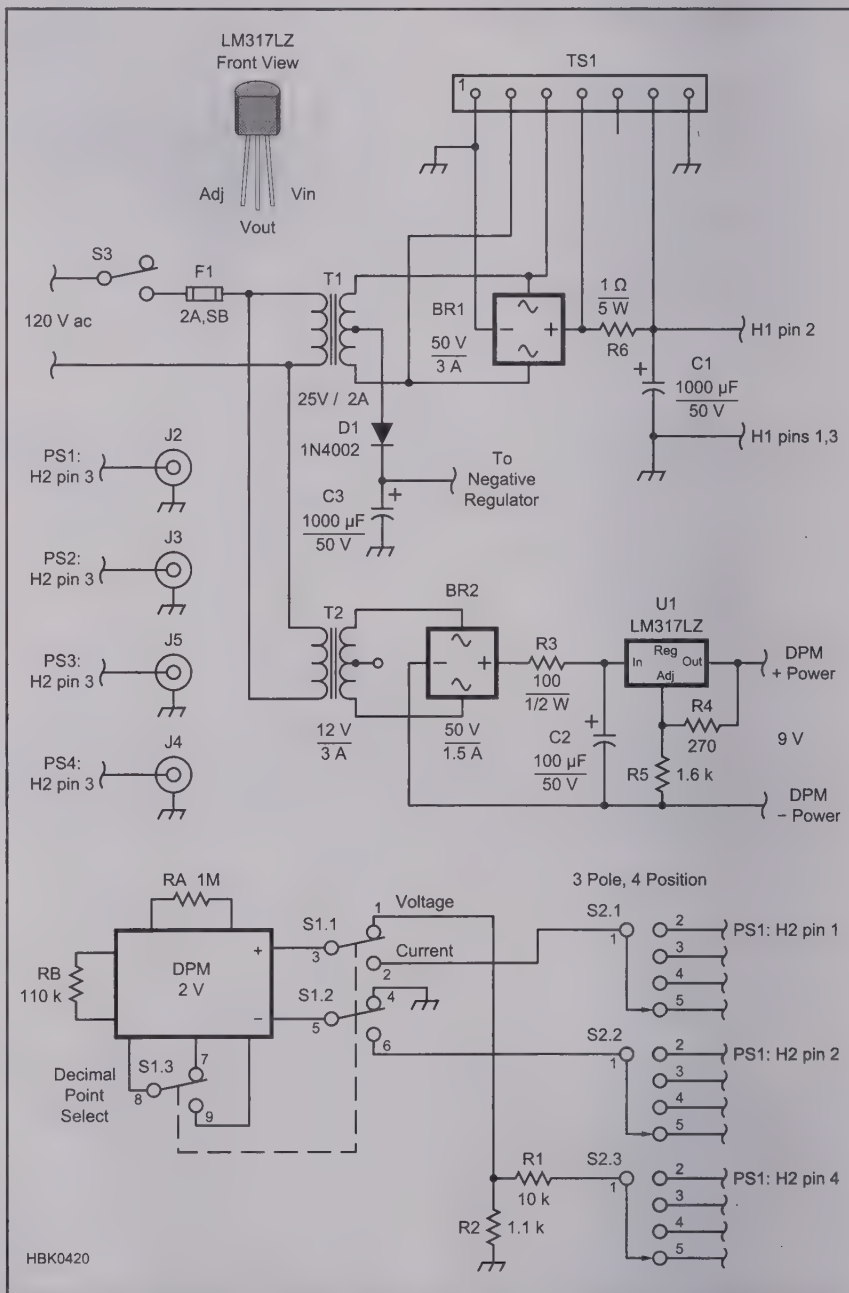 LM317LZ
Front View
Adj
Vin
Vout
TS1
1
S3
F1
2A,SB
120 V ac
T1
25V / 2A
BR1
50 V
3 A
1 Ω
5 W
R6
H1 pin 2
C1
+
1000 µF
50 V
H1 pins 1,3
D1
1N4002
To
Negative
Regulator
C3
+
1000 µF
50 V
−
+
PS1:
H2 pin 3
J2
PS2:
H2 pin 3
J3
PS3:
H2 pin 3
J5
PS4:
H2 pin 3
J4
T2
12 V
3 A
BR2
−
+
50 V
1.5 A
R3
100
1/2 W
C2
+
100 µF
50 V
U1
LM317LZ
In
Reg
Out
Adj
R4
270
R5
1.6 k
DPM
+ Power
9 V
DPM
− Power
RA 1M
RB
110 k
DPM
2 V
+
−
S1.1
3
1
Voltage
2
Current
S1.2
5
4
6
S1.3
7
8
9
Decimal
Point
Select
3 Pole, 4 Position
S2.1
1
2
3
4
5
PS1: H2 pin 1
S2.2
1
2
3
4
5
PS1: H2 pin 2
S2.3
1
2
3
4
5
PS1: H2 pin 4
R1
10 k
R2
1.1 k
HBK0420